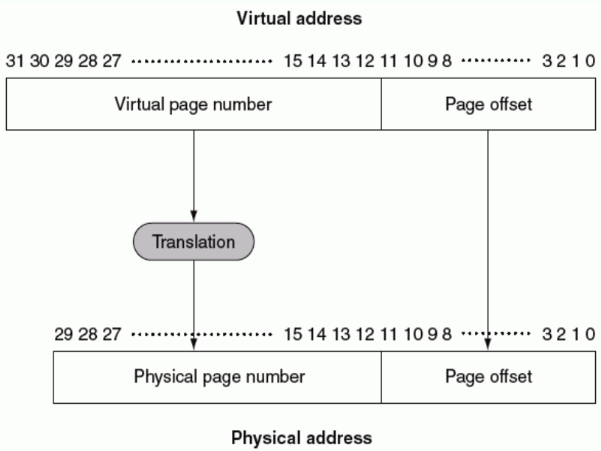 Virtual address
31 30 29 28 27 ........................ 15 14 13 12 11 10 9 8 ............ 3 2 1 0
Virtual page number Page offset
Translation
29 28 27 ........................ 15 14 13 12 11 10 9 8 ............ 3 2 1 0
Physical page number Page offset
Physical address